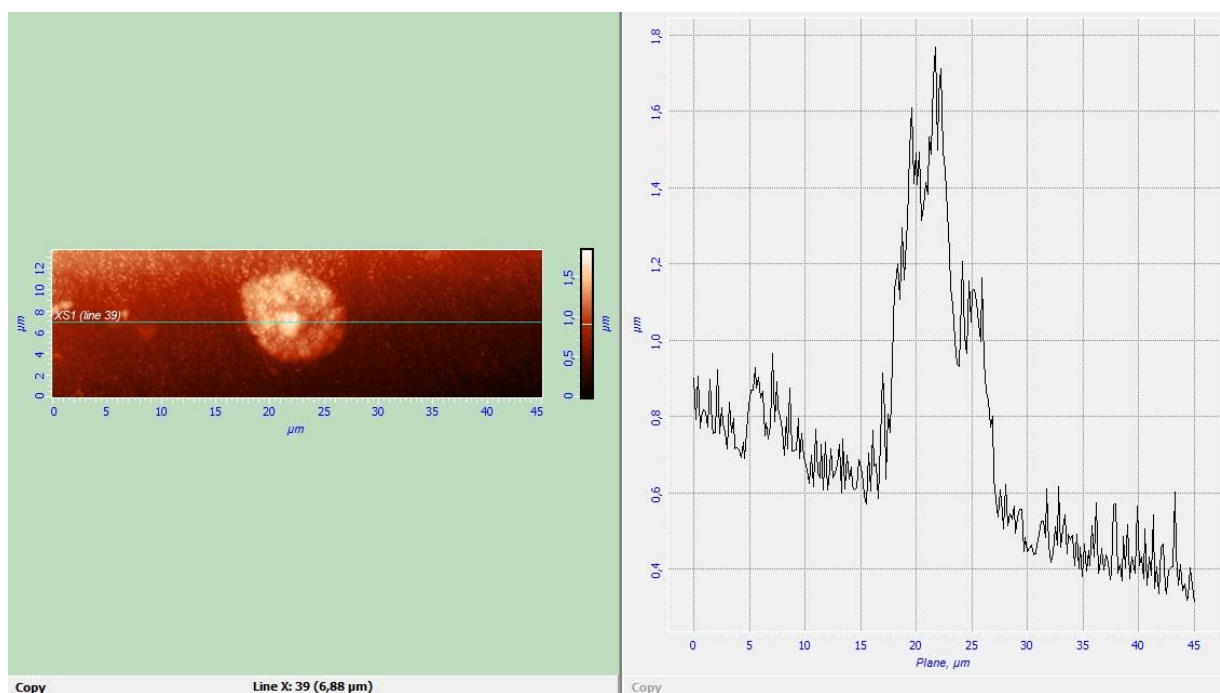 μm
12
10
8
6
4
2
0
XS1 (line 39)
0 5 10 15 20 25 30 35 40 45
μm
1,5
1,0
0,5
0
μm
Copy
Line X: 39 (6,88 μm)
1,8
1,6
1,4
1,2
1,0
0,8
0,6
0,4
μm
0 5 10 15 20 25 30 35 40 45
Plane, μm
Copy